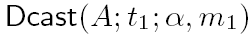 Dcast(A; t₁; α, m₁)